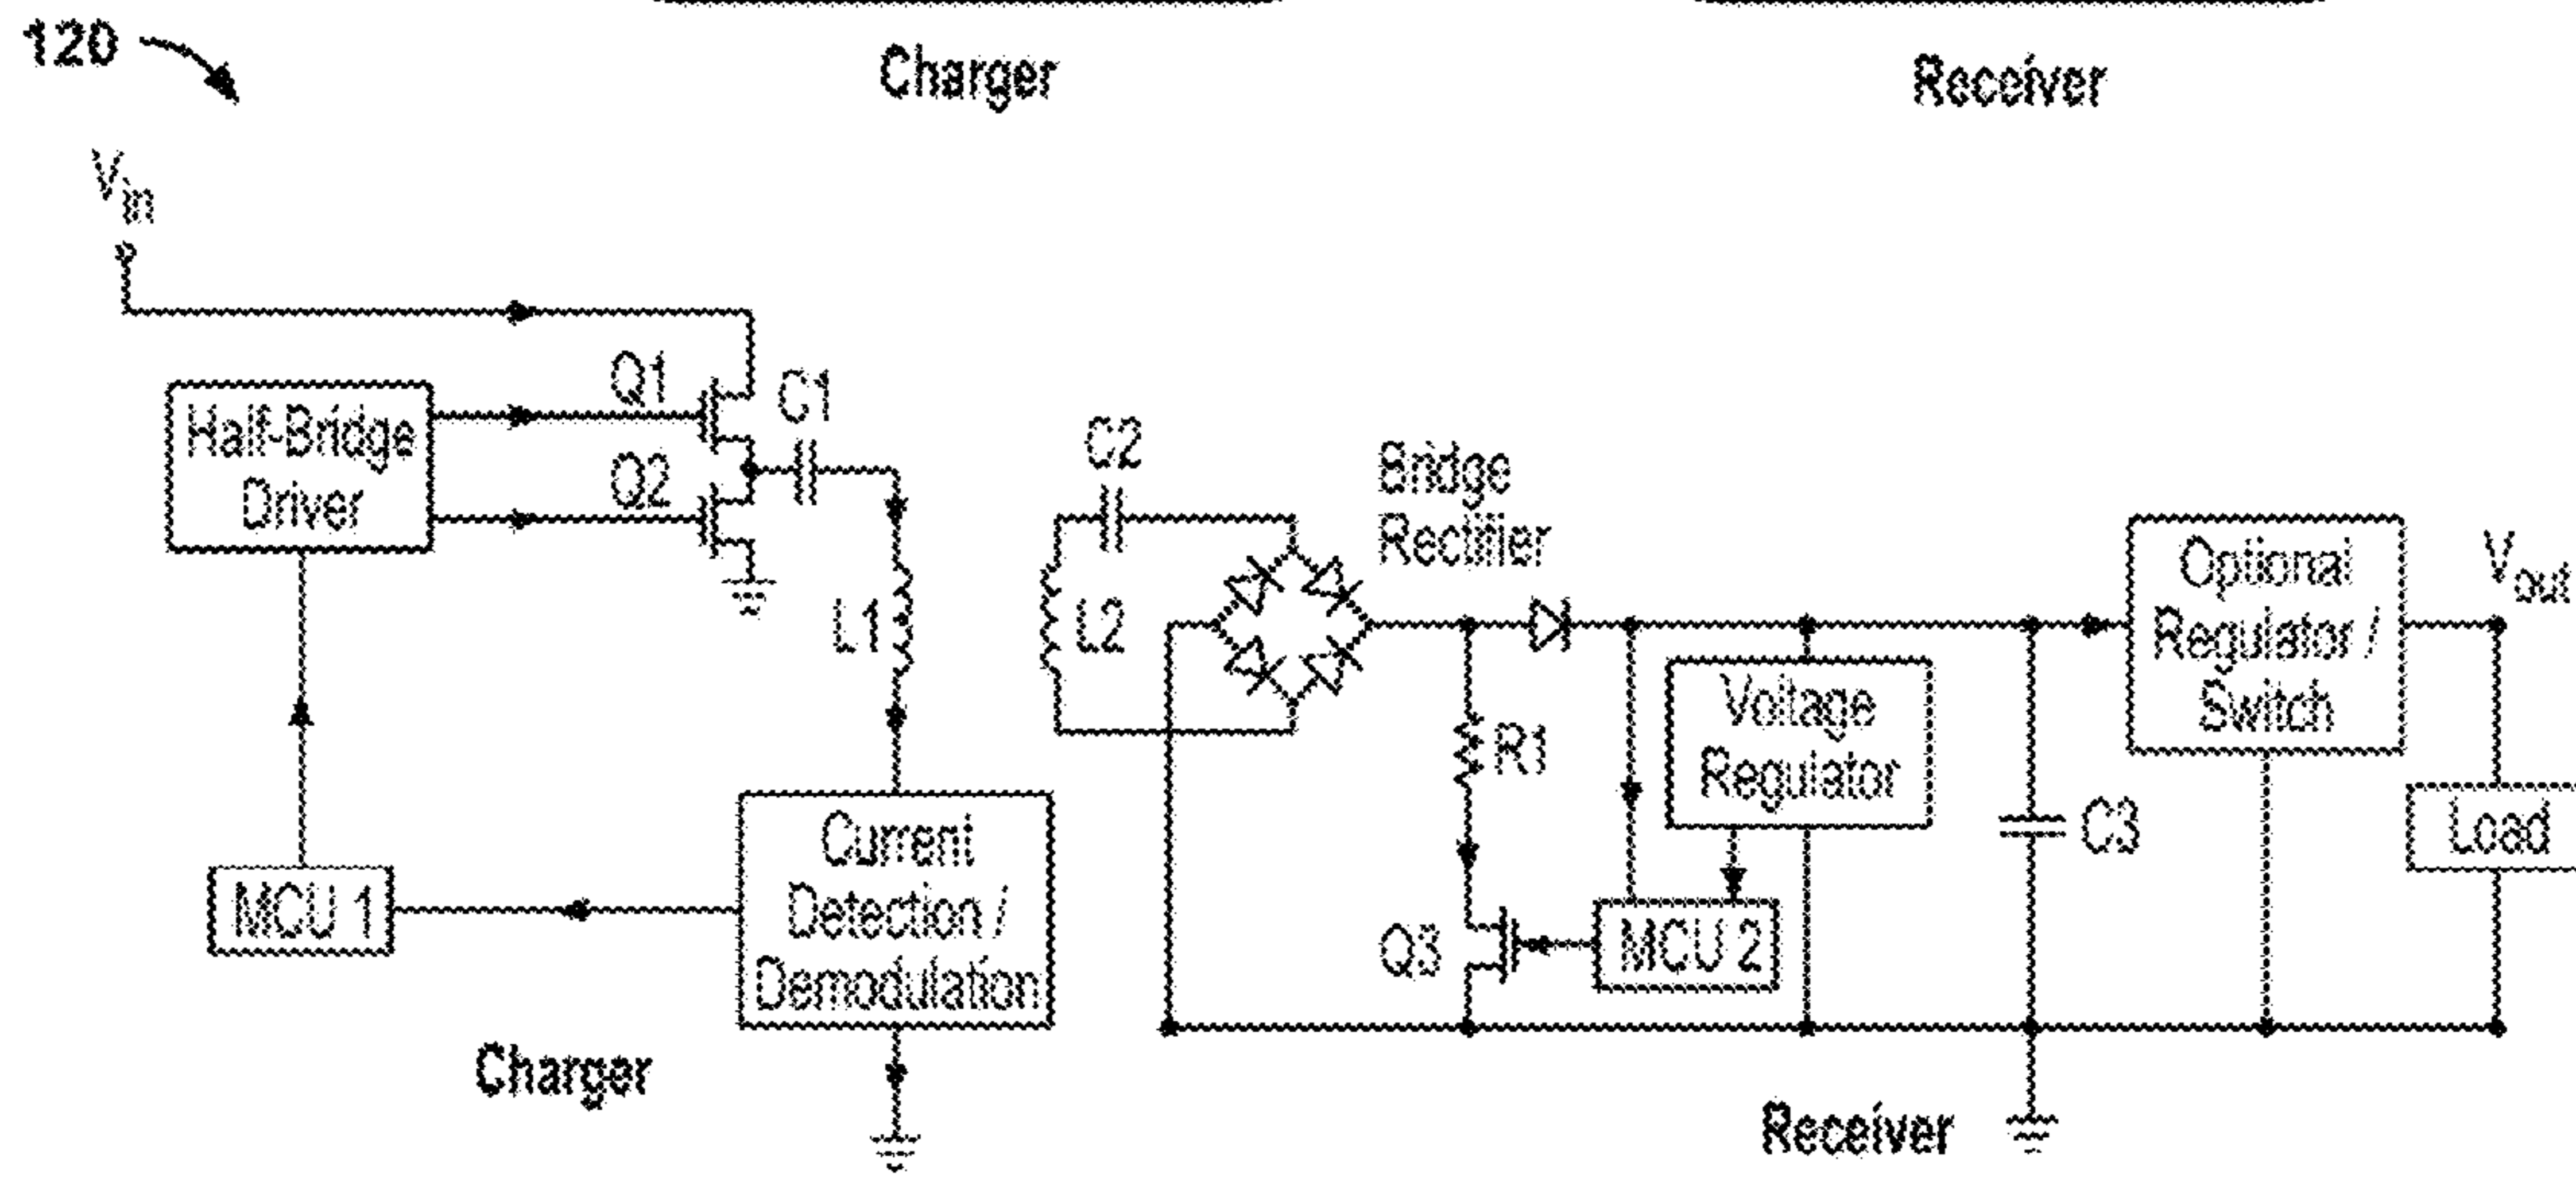 120
Charger
Receiver
Vin
Q1
C1
Half-Bridge
Driver
Q2
C2
Bridge
Rectifier
L1
L2
Optional
Regulator /
Switch
Vout
Voltage
Regulator
R1
Current
Detection /
Demodulation
C3
Load
MCU 1
Q3
MCU 2
Charger
Receiver